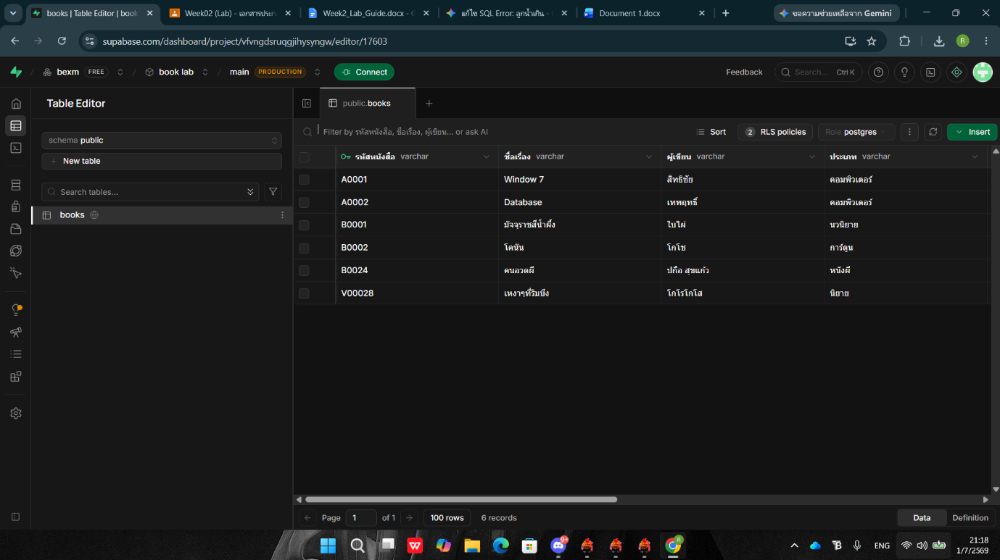 books | Table Editor | book
Week02 (Lab) - เอกสารประก
Week2_Lab_Guide.docx - G
แก้ไข SQL Error: ลูกน้ำเกิน -
Document 1.docx
ขอความช่วยเหลือจาก Gemini
supabase.com/dashboard/project/vfvngdsruqgjihysyngw/editor/17603
R
bexm FREE / book lab / main PRODUCTION Connect
Feedback Search... Ctrl K
Table Editor
public.books
schema public
Filter by รหัสหนังสือ, ชื่อเรื่อง, ผู้เขียน... or ask AI
Sort 2 RLS policies Role postgres Insert
New table
รหัสหนังสือ varchar ชื่อเรื่อง varchar ผู้เขียน varchar ประเภท varchar
A0001 Window 7 สิทธิชัย คอมพิวเตอร์
Search tables...
A0002 Database เทพฤทธิ์ คอมพิวเตอร์
books
B0001 มัจจุราชสีน้ำผึ้ง ใบไผ่ นวนิยาย
B0002 โคนัน โกโช การ์ตูน
B0024 คนอวดผี ปกือ สุขแก้ว หนังผี
V00028 เหงาๆที่ริมบึง โกโรโกโส นิยาย
Page 1 of 1 100 rows 6 records
Data Definition
9+
R
ENG
21:18
1/7/2569